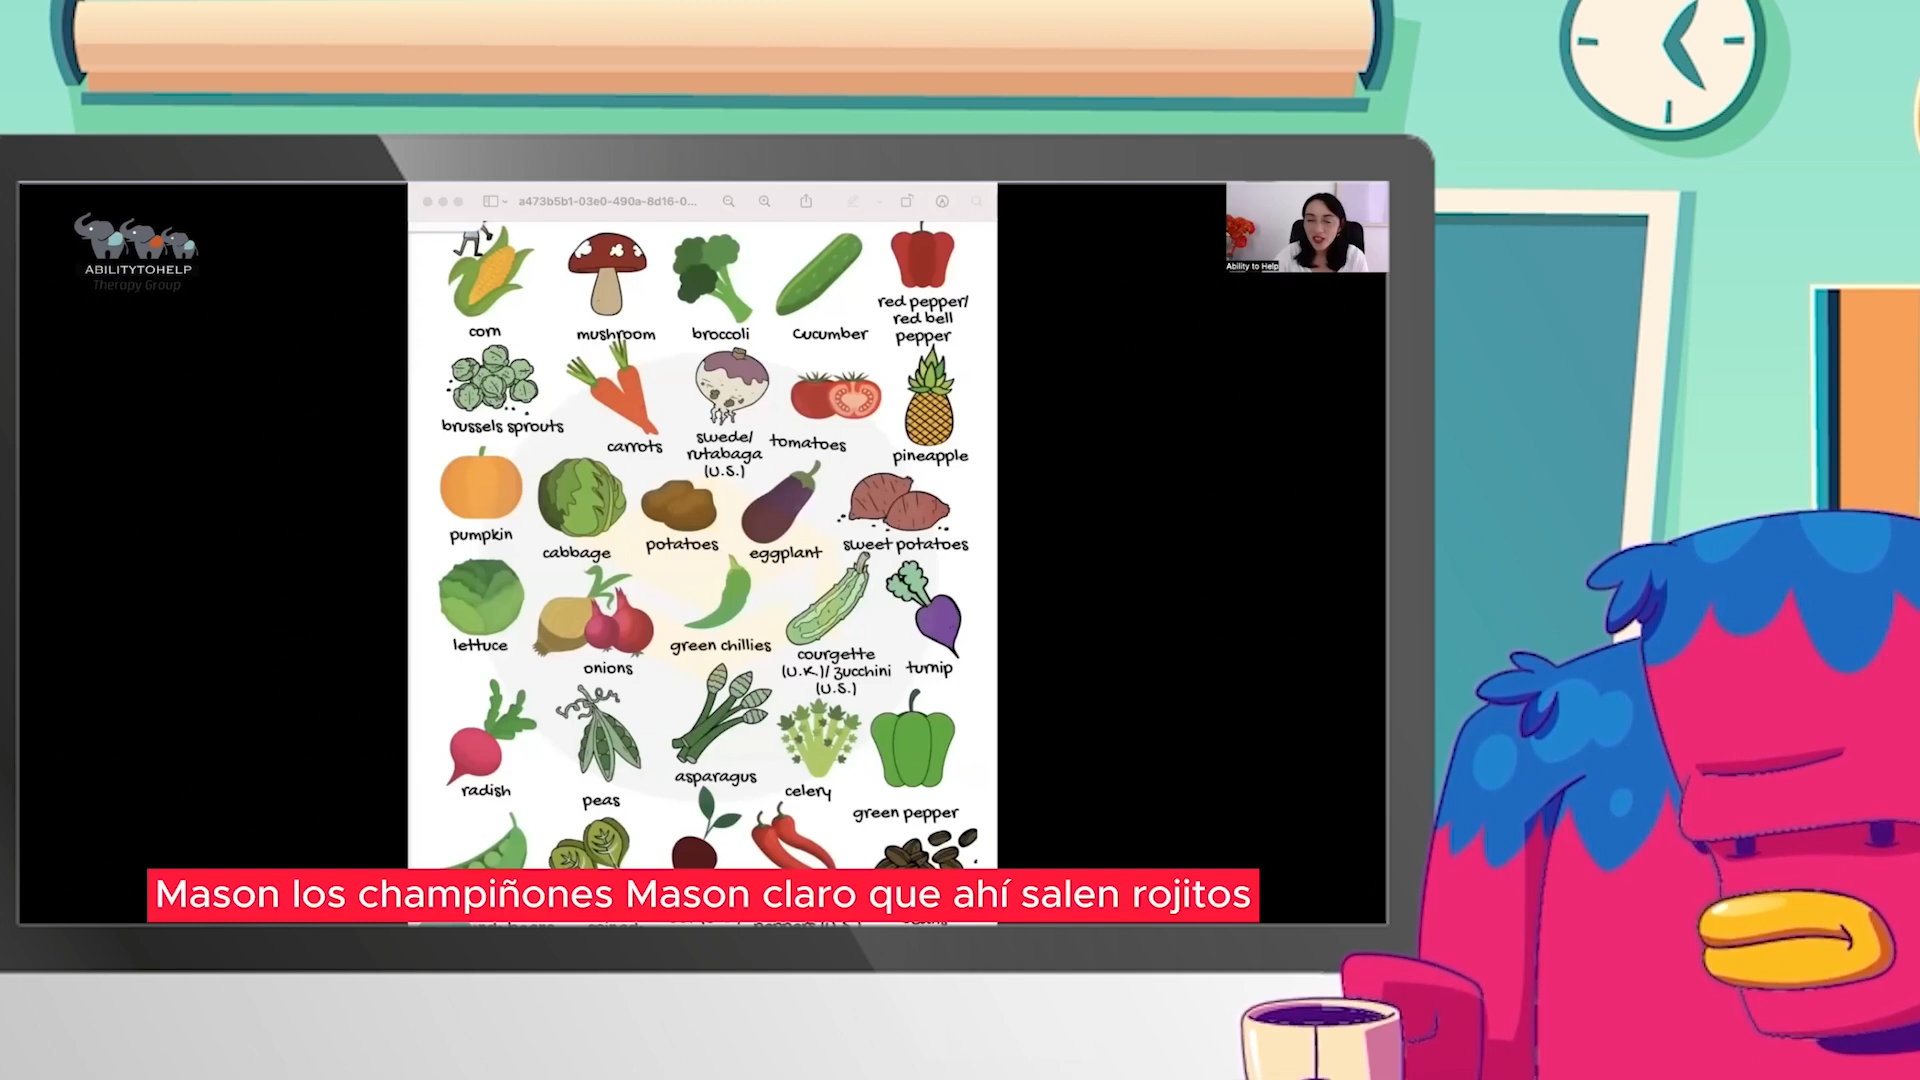 a473b5b1-03e0-490a-8d16-0...
ABILITYTOHELP
Therapy Group
Ability to Help
corn
mushroom
broccoli
cucumber
red pepper/
red bell
pepper
brussels sprouts
carrots
swede/
rutabaga
(U.S.)
tomatoes
pineapple
pumpkin
cabbage
potatoes
eggplant
sweet potatoes
lettuce
onions
green chillies
courgette
(U.K.)/ zucchini
(U.S.)
turnip
radish
peas
asparagus
celery
green pepper
Mason los champiñones Mason claro que ahí salen rojitos